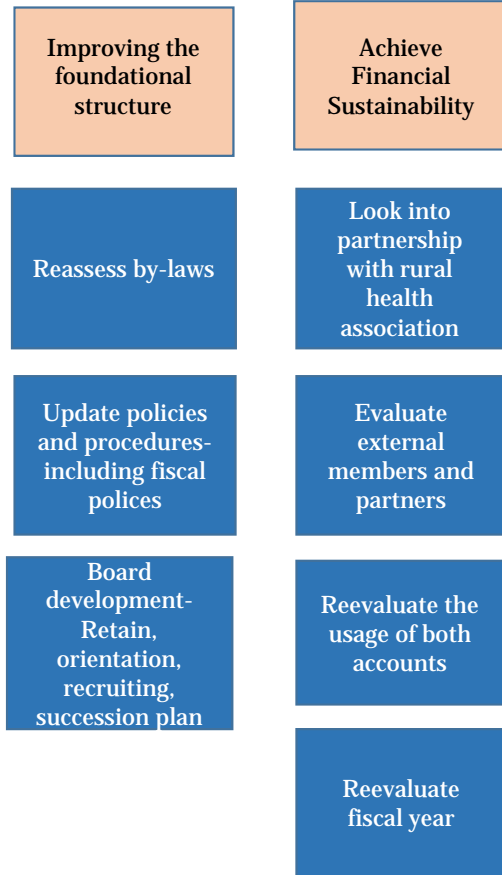 Improving the
foundational
structure
Reassess by-laws
Update policies
and procedures-
including fiscal
polices
Board
development-
Retain,
orientation,
recruiting,
succession plan
Achieve
Financial
Sustainability
Look into
partnership
with rural
health
association
Evaluate
external
members and
partners
Reevaluate the
usage of both
accounts
Reevaluate
fiscal year